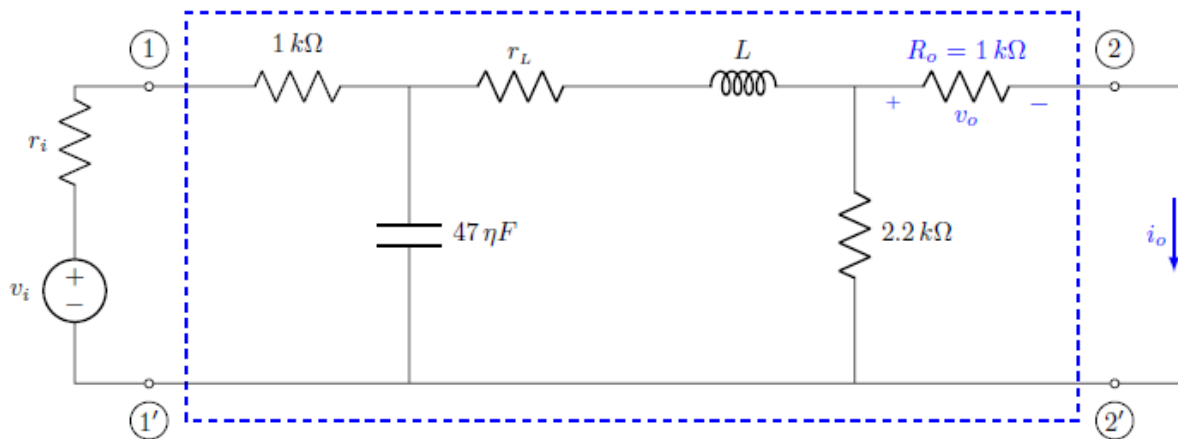 1
1 kΩ
r_L
L
R_o = 1 kΩ
2
+
v_o
−
r_i
47 ηF
2.2 kΩ
i_o
v_i
+
−
1′
2′